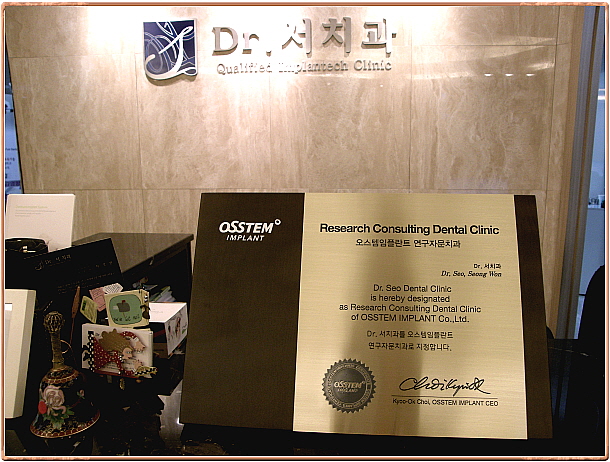 Dr. 서치과
Qualified Implantech Clinic
OSSTEM
IMPLANT
Research Consulting Dental Clinic
오스템임플란트 연구자문치과
Dr. 서치과
Dr. Seo, Seong Won
Dr. Seo Dental Clinic
is hereby designated
as Research Consulting Dental Clinic
of OSSTEM IMPLANT Co., Ltd.
Dr. 서치과를 오스템임플란트
연구자문치과로 지정합니다.
OSSTEM
IMPLANT
Kyoo-Ok Choi, OSSTEM IMPLANT CEO